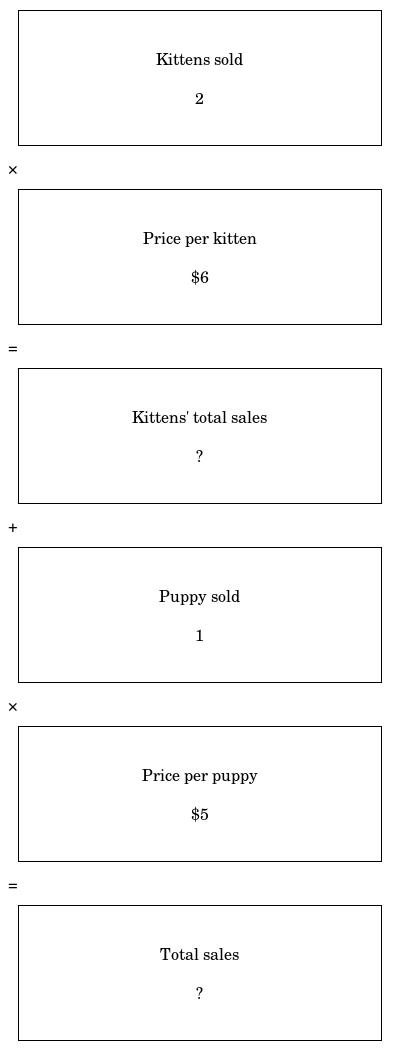 Kittens sold
2
×
Price per kitten
$6
=
Kittens' total sales
?
+
Puppy sold
1
×
Price per puppy
$5
=
Total sales
?